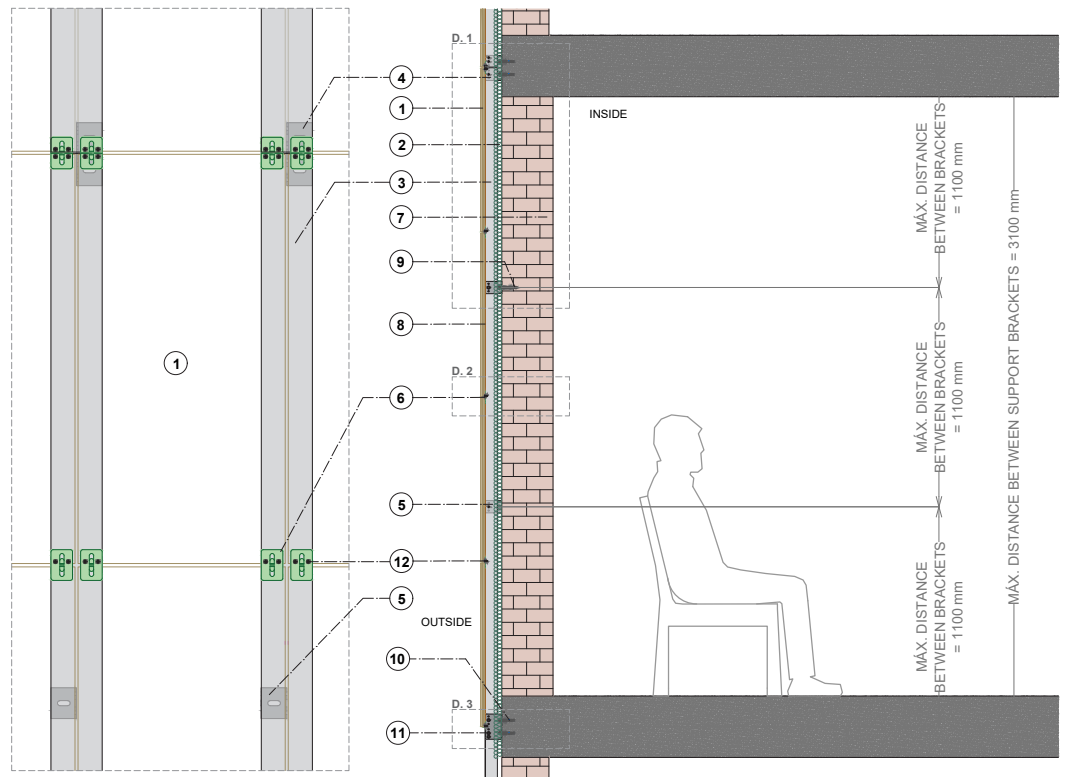 D. 1
4
1
2
3
7
9
8
1
D. 2
6
5
12
5
OUTSIDE
10
D. 3
11
INSIDE
MÁX. DISTANCE
BETWEEN BRACKETS
= 1100 mm
MÁX. DISTANCE
BETWEEN BRACKETS
= 1100 mm
MÁX. DISTANCE
BETWEEN BRACKETS
= 1100 mm
MÁX. DISTANCE BETWEEN SUPPORT BRACKETS = 3100 mm